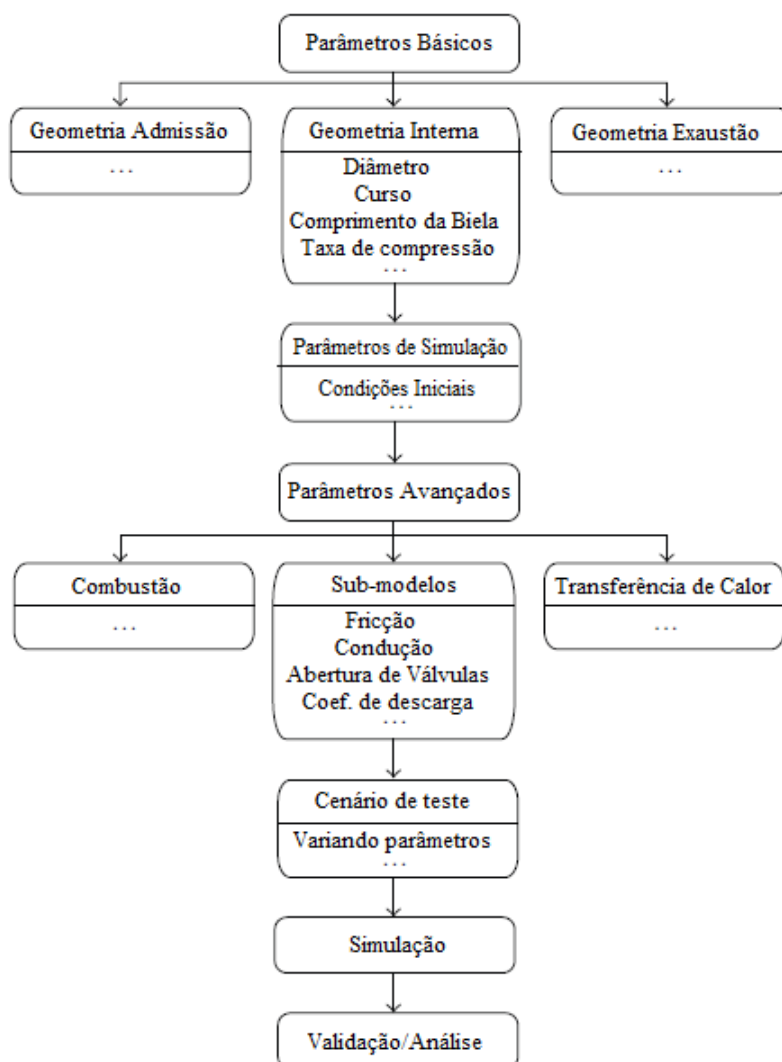 Parâmetros Básicos
Geometria Admissão
. . .
Geometria Interna
Diâmetro
Curso
Comprimento da Biela
Taxa de compressão
. . .
Geometria Exaustão
. . .
Parâmetros de Simulação
Condições Iniciais
. . .
Parâmetros Avançados
Combustão
. . .
Sub-modelos
Fricção
Condução
Abertura de Válvulas
Coef. de descarga
. . .
Transferência de Calor
. . .
Cenário de teste
Variando parâmetros
. . .
Simulação
Validação/Análise